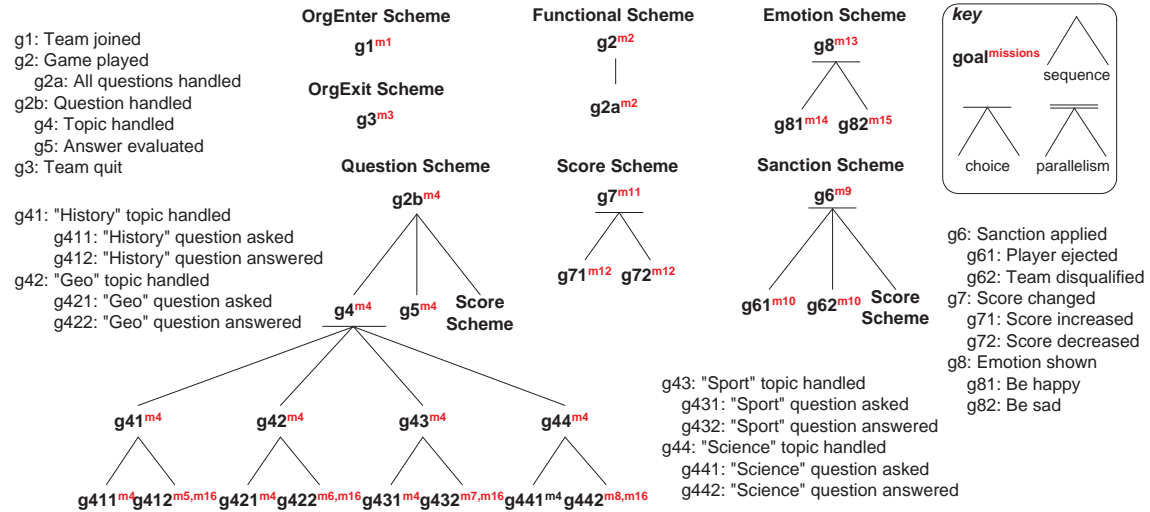 OrgEnter Scheme
g1m1
OrgExit Scheme
g3m3
Functional Scheme
g2m2
g2am2
Emotion Scheme
g8m13
g81m14 g82m15
key
goalmissions
sequence
choice
parallelism
g1: Team joined
g2: Game played
g2a: All questions handled
g2b: Question handled
g4: Topic handled
g5: Answer evaluated
g3: Team quit
g41: "History" topic handled
g411: "History" question asked
g412: "History" question answered
g42: "Geo" topic handled
g421: "Geo" question asked
g422: "Geo" question answered
Question Scheme
g2bm4
g4m4 g5m4 Score
Scheme
g41m4 g42m4 g43m4 g44m4
g411m4 g412m5,m16 g421m4 g422m6,m16 g431m4 g432m7,m16 g441m4 g442m8,m16
Score Scheme
g7m11
g71m12 g72m12
Sanction Scheme
g6m9
g61m10 g62m10 Score
Scheme
g6: Sanction applied
g61: Player ejected
g62: Team disqualified
g7: Score changed
g71: Score increased
g72: Score decreased
g8: Emotion shown
g81: Be happy
g82: Be sad
g43: "Sport" topic handled
g431: "Sport" question asked
g432: "Sport" question answered
g44: "Science" topic handled
g441: "Science" question asked
g442: "Science" question answered